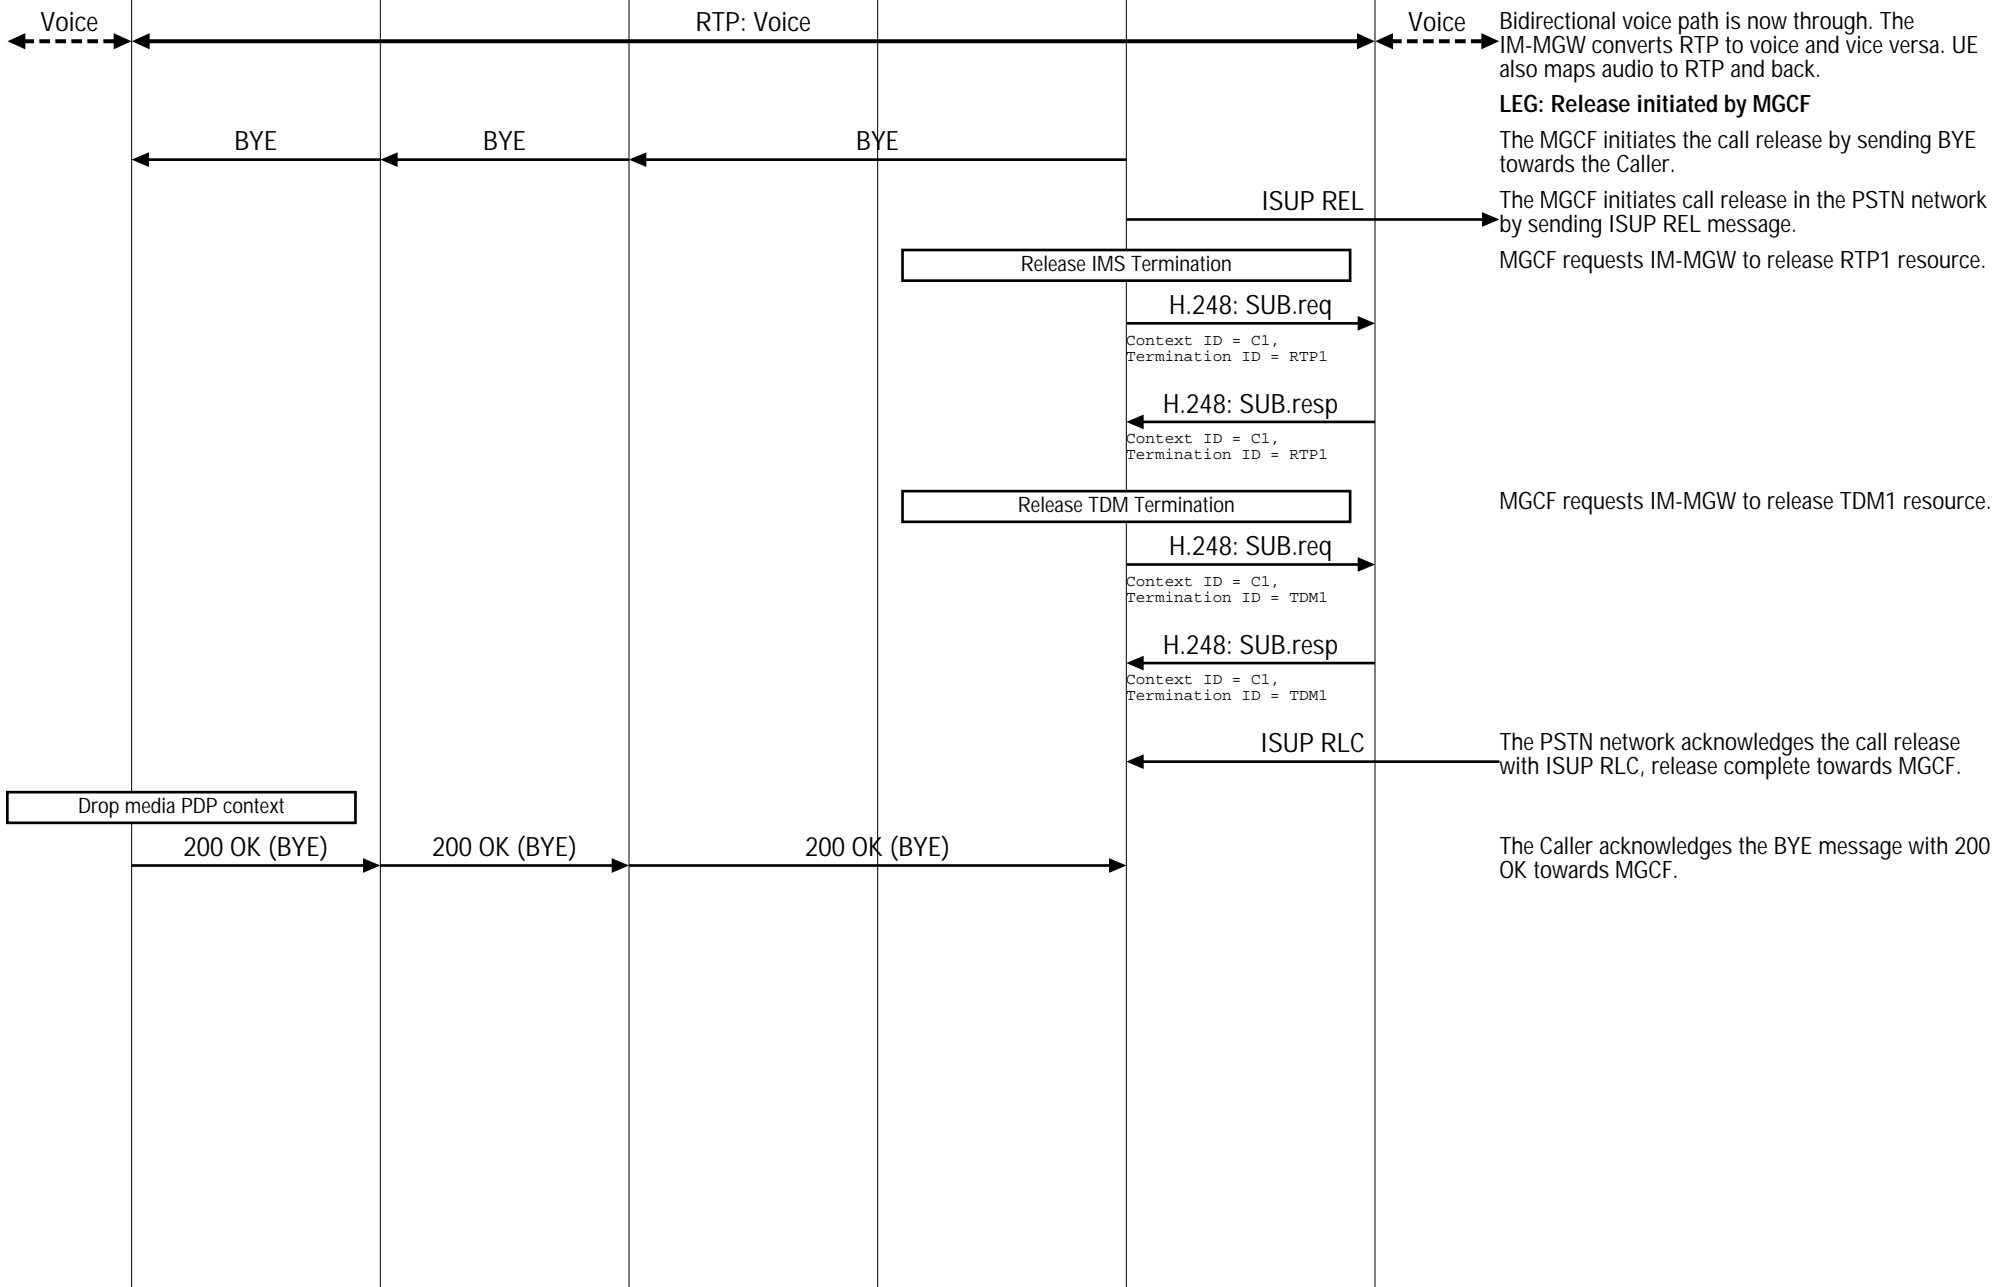 Voice
RTP: Voice
Voice
Bidirectional voice path is now through. The
IM-MGW converts RTP to voice and vice versa. UE
also maps audio to RTP and back.
LEG: Release initiated by MGCF
BYE
BYE
BYE
The MGCF initiates the call release by sending BYE
towards the Caller.
ISUP REL
The MGCF initiates call release in the PSTN network
by sending ISUP REL message.
Release IMS Termination
MGCF requests IM-MGW to release RTP1 resource.
H.248: SUB.req
Context ID = C1,
Termination ID = RTP1
H.248: SUB.resp
Context ID = C1,
Termination ID = RTP1
Release TDM Termination
MGCF requests IM-MGW to release TDM1 resource.
H.248: SUB.req
Context ID = C1,
Termination ID = TDM1
H.248: SUB.resp
Context ID = C1,
Termination ID = TDM1
ISUP RLC
The PSTN network acknowledges the call release
with ISUP RLC, release complete towards MGCF.
Drop media PDP context
200 OK (BYE)
200 OK (BYE)
200 OK (BYE)
The Caller acknowledges the BYE message with 200
OK towards MGCF.